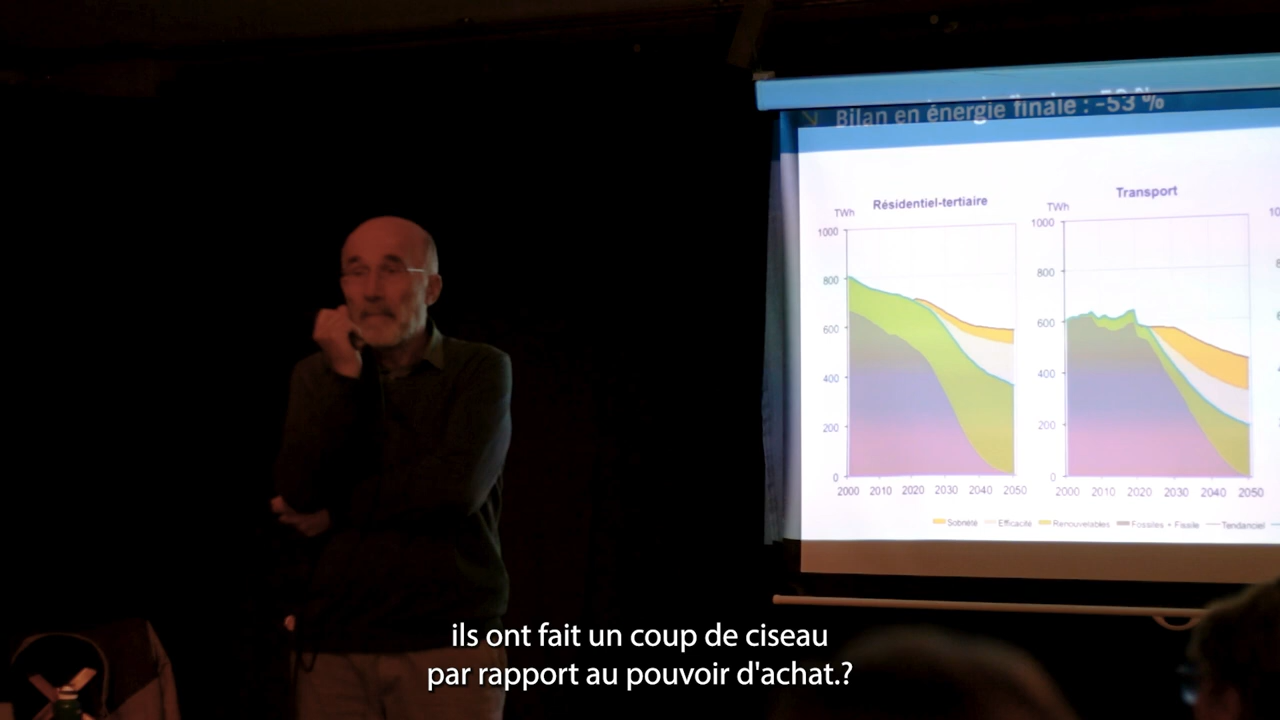 Bilan en énergie finale : -53 %
Résidentiel-tertiaire
Transport
TWh
TWh
1000
800
600
400
200
0
2000 2010 2020 2030 2040 2050
1000
800
600
400
200
0
2000 2010 2020 2030 2040 2050
Sobriété Efficacité Renouvelables Fossiles + Fissile Tendanciel
ils ont fait un coup de ciseau
par rapport au pouvoir d'achat.?